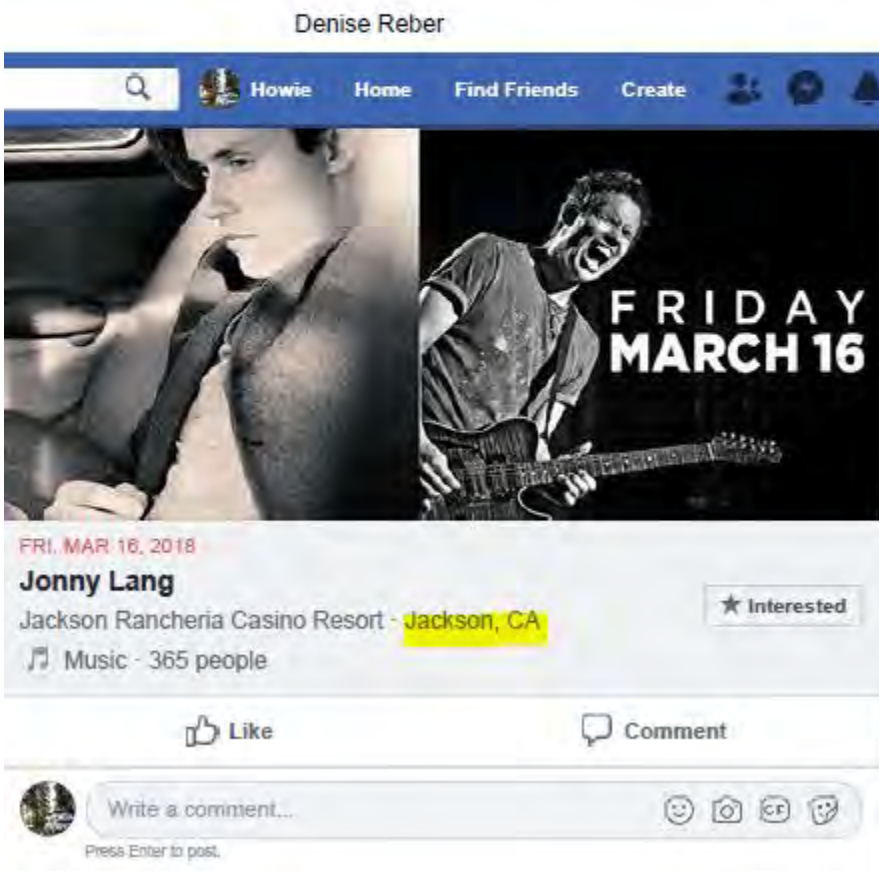 Denise Reber
Howie Home Find Friends Create
FRIDAY
MARCH 16
FRI, MAR 16, 2018
Jonny Lang
Jackson Rancheria Casino Resort · Jackson, CA
★ Interested
Music · 365 people
Like Comment
Write a comment...
GIF
Press Enter to post.